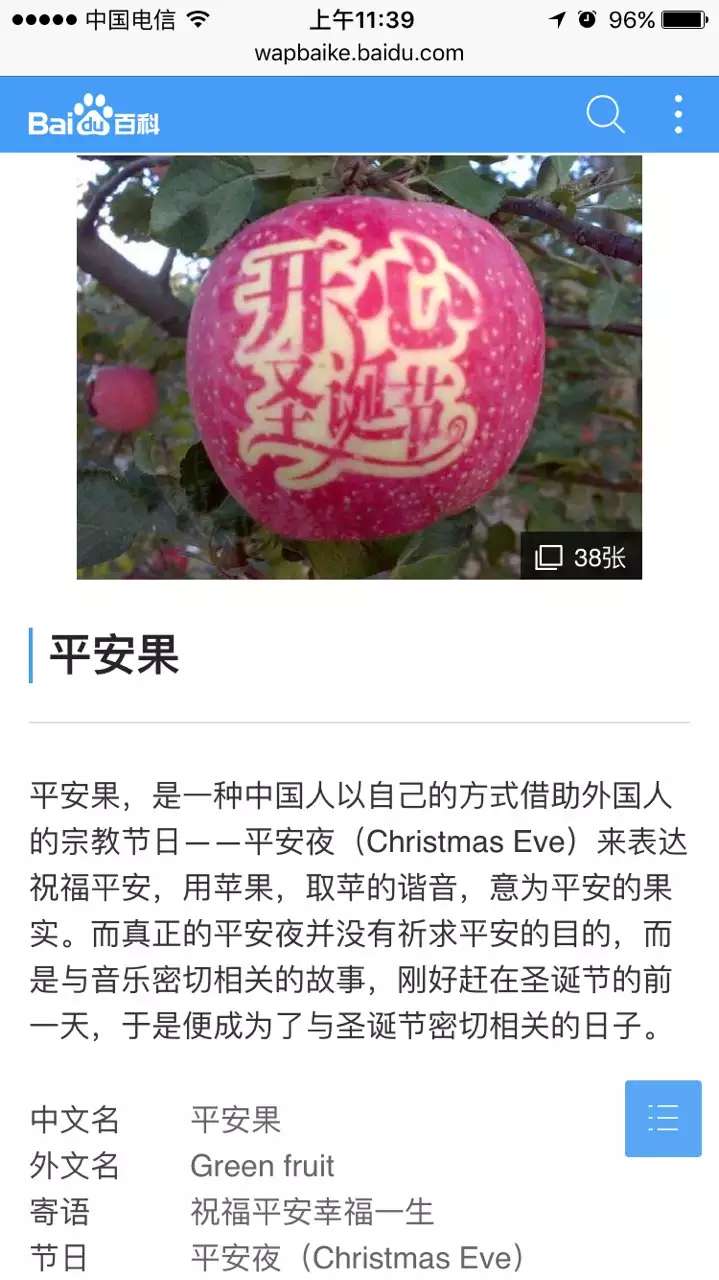 中国电信 上午11:39 96%
wapbaike.baidu.com
Bai du 百科
开心
圣诞节
38张
平安果
平安果，是一种中国人以自己的方式借助外国人
的宗教节日——平安夜（Christmas Eve）来表达
祝福平安，用苹果，取苹的谐音，意为平安的果
实。而真正的平安夜并没有祈求平安的目的，而
是与音乐密切相关的故事，刚好赶在圣诞节的前
一天，于是便成为了与圣诞节密切相关的日子。
中文名 平安果
外文名 Green fruit
寄语 祝福平安幸福一生
节日 平安夜（Christmas Eve）